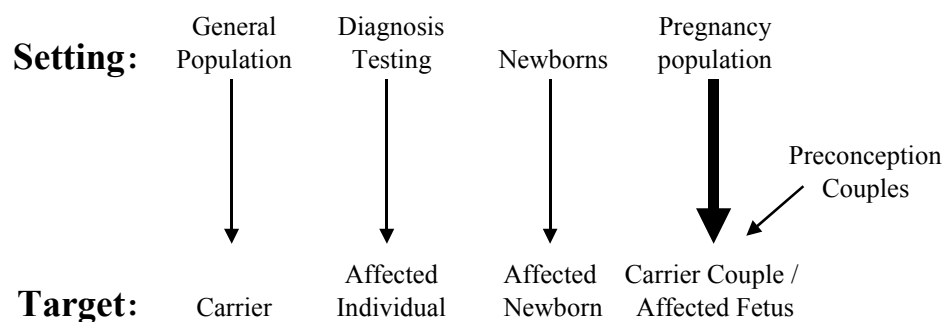 Setting:
General
Population
Diagnosis
Testing
Newborns
Pregnancy
population
Preconception
Couples
Target:
Carrier
Affected
Individual
Affected
Newborn
Carrier Couple /
Affected Fetus